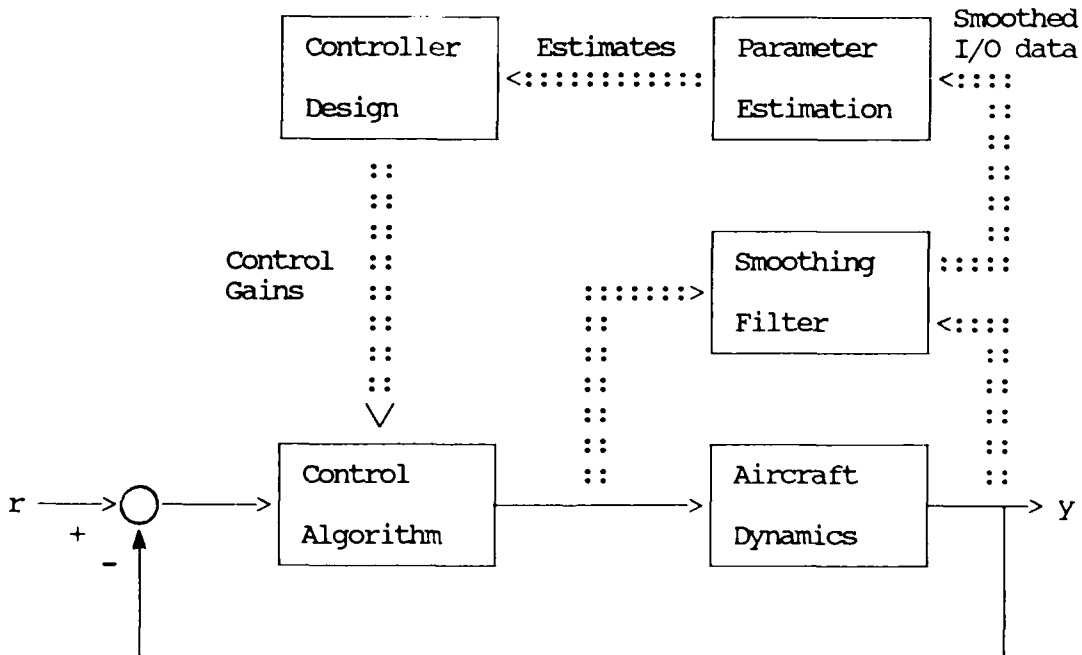 Controller
Design
Estimates
Parameter
Estimation
Smoothed
I/O data
Control
Gains
Smoothing
Filter
r
+
-
Control
Algorithm
Aircraft
Dynamics
y